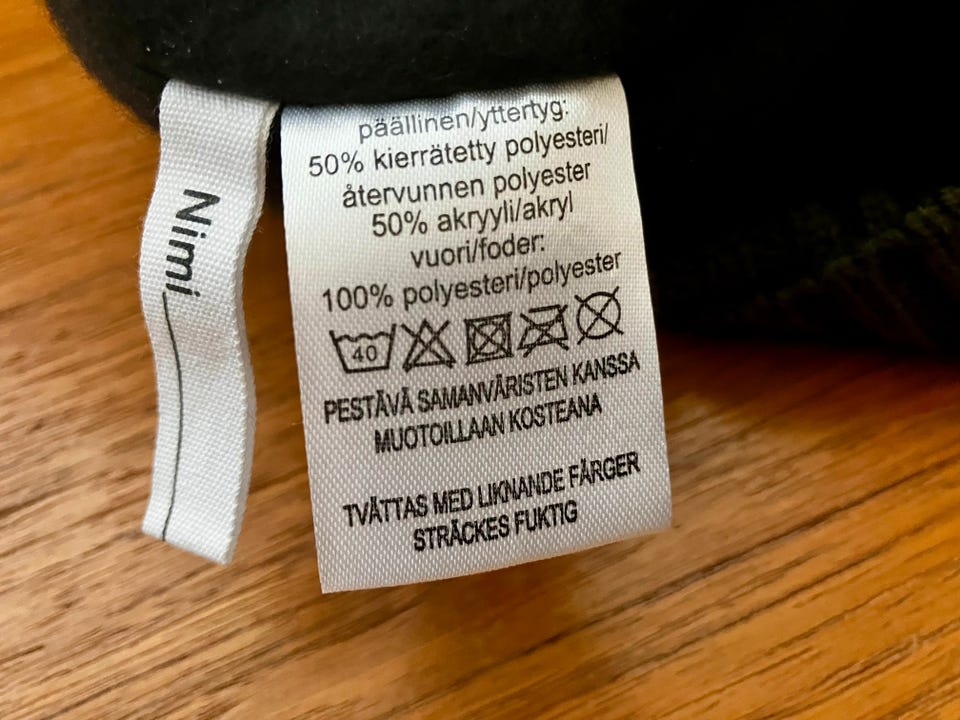 Nimi
päällinen/yttertyg:
50% kierrätetty polyesteri/
återvunnen polyester
50% akryyli/akryl
vuori/foder:
100% polyesteri/polyester
40
PESTÄVÄ SAMANVÄRISTEN KANSSA
MUOTOILLAAN KOSTEANA
TVÄTTAS MED LIKNANDE FÄRGER
STRÄCKES FUKTIG